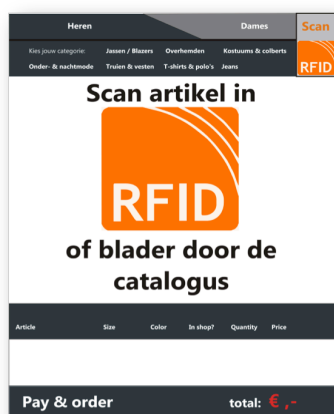 Heren Dames Scan
Kies jouw categorie: Jassen / Blazers Overhemden Kostuums & colberts
Onder- & nachtmode Truien & vesten T-shirts & polo's Jeans RFID
Scan artikel in
RFID
of blader door de
catalogus
Article Size Color In shop? Quantity Price
Pay & order total: € ,-